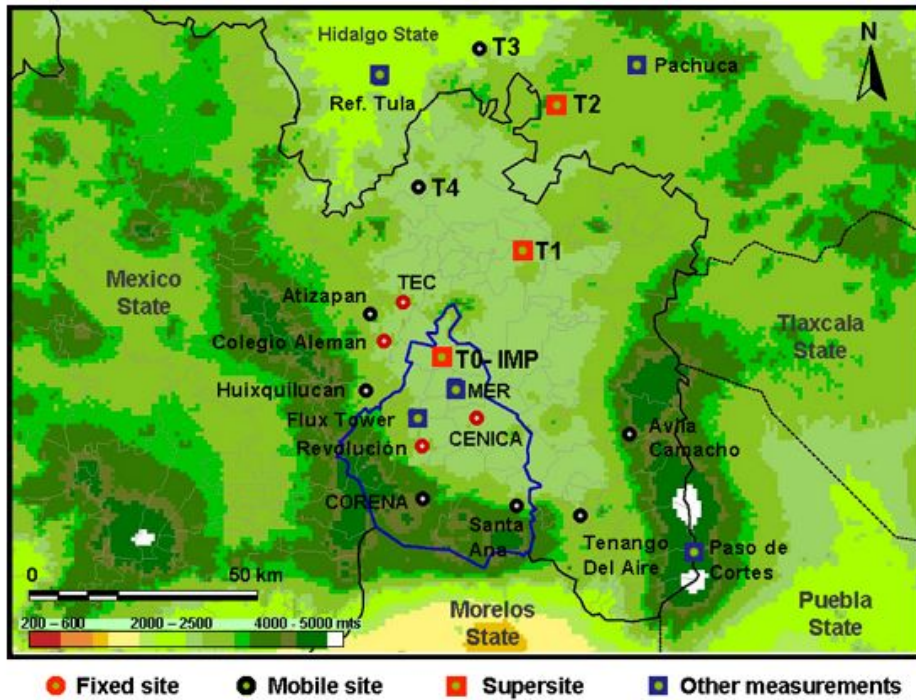 Hidalgo State
T3
N
Pachuca
Ref. Tula
T2
T4
T1
Mexico
State
TEC
Atizapan
Tlaxcala
State
Colegio Aleman
T0- IMP
Huixquilucan
MER
Flux Tower
CENICA
Revolución
Avila
Camacho
CORENA
Santa
Ana
Tenango
Del Aire
Paso de
Cortes
0 50 km
Morelos
State
Puebla
State
200 - 600 2000 - 2500 4000 - 5000 mts
Fixed site Mobile site Supersite Other measurements